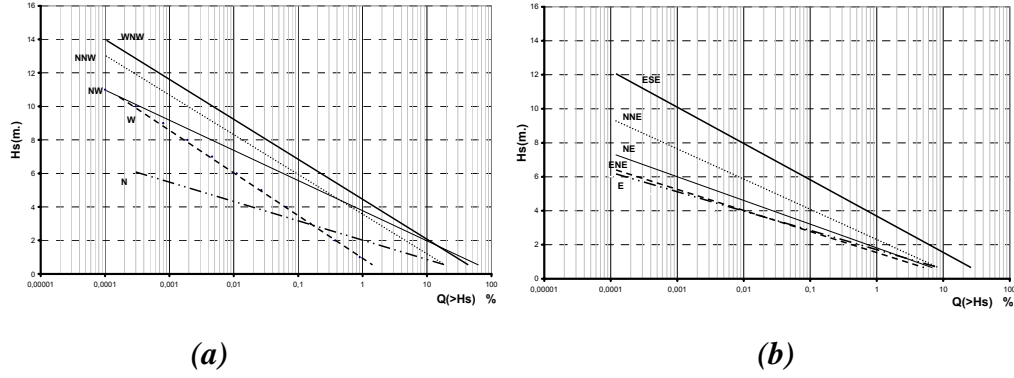 16
14
12
10
8
6
4
2
0
Hs(m.)
WNW
NNW
NW
W
N
0,00001 0,0001 0,001 0,01 0,1 1 10 100
Q(>Hs) %
(a)
16
14
12
10
8
6
4
2
0
Hs(m.)
ESE
NNE
NE
ENE
E
0,00001 0,0001 0,001 0,01 0,1 1 10 100
Q(>Hs) %
(b)